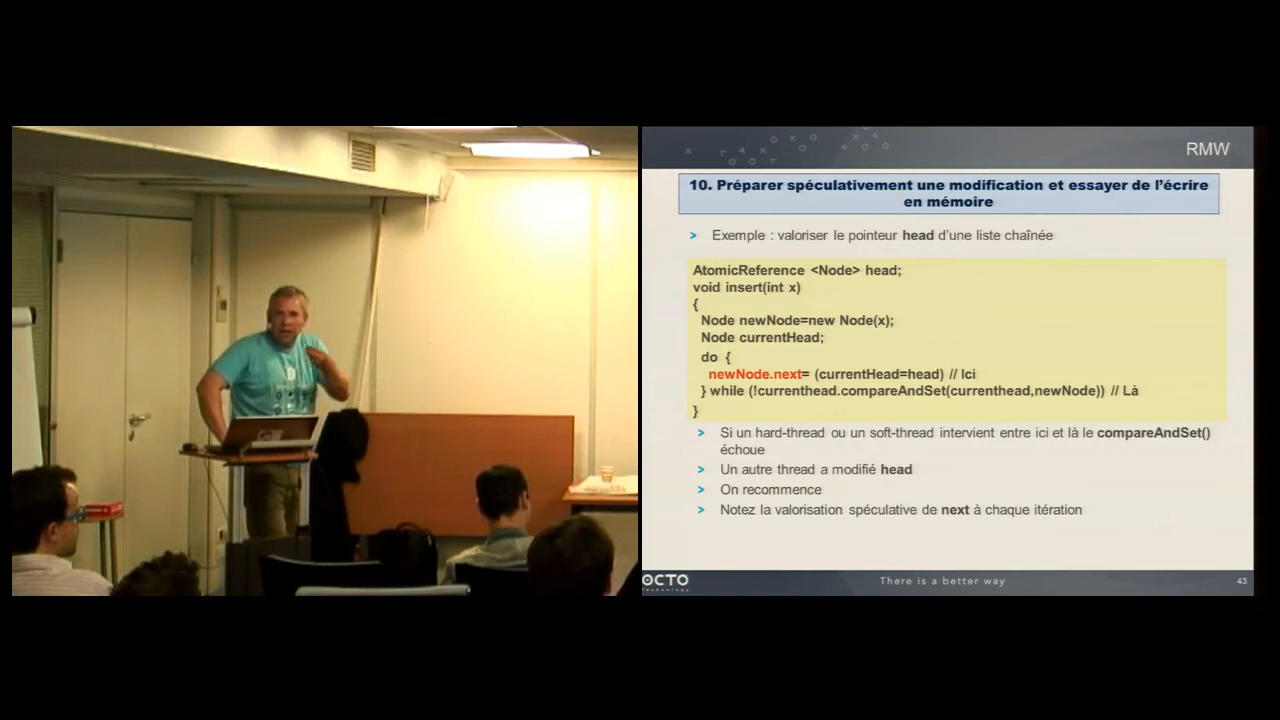 RMW
10. Préparer spéculativement une modification et essayer de l'écrire
en mémoire
> Exemple : valoriser le pointeur head d'une liste chaînée
AtomicReference <Node> head;
void insert(int x)
{
Node newNode=new Node(x);
Node currentHead;
do {
newNode.next= (currentHead=head) // Ici
} while (!currenthead.compareAndSet(currenthead,newNode)) // Là
}
> Si un hard-thread ou un soft-thread intervient entre ici et là le compareAndSet()
échoue
> Un autre thread a modifié head
> On recommence
> Notez la valorisation spéculative de next à chaque itération
OCTO
Technology
There is a better way
43